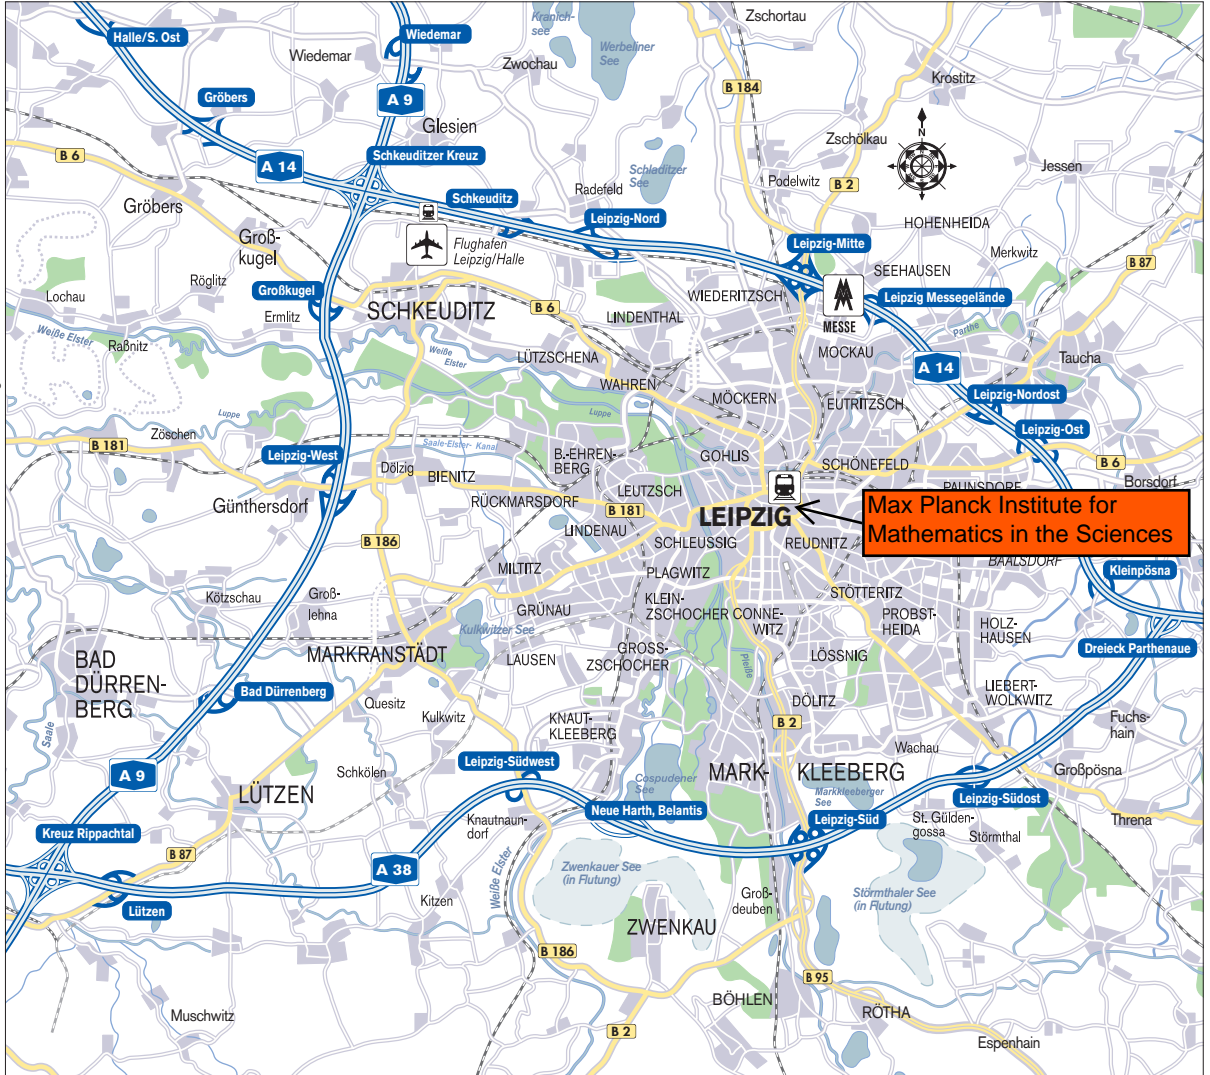 Halle/S. Ost
Wiedemar
Wiedemar
Kranich-
see
Werbeliner
See
Zschortau
Zwochau
Krostitz
B 184
A 9
Gröbers
Glesien
Zschölkau
B 6
A 14
Schkeuditzer Kreuz
Schladitzer
See
Jessen
Podelwitz
B 2
N
Gröbers
Schkeuditz
Radefeld
Leipzig-Nord
HOHENHEIDA
Groß-
kugel
Flughafen
Leipzig/Halle
Leipzig-Mitte
Merkwitz
SEEHAUSEN
B 87
Röglitz
Lochau
Großkugel
Ermlitz
SCHKEUDITZ
B 6
WIEDERITZSCH
Leipzig Messegelände
MESSE
LINDENTHAL
Parthe
Weiße Elster
Raßnitz
Weiße
Elster
LÜTZSCHENA
MOCKAU
Taucha
A 14
WAHREN
MÖCKERN
EUTRITZSCH
Leipzig-Nordost
Luppe
Luppe
Zöschen
B 181
Leipzig-West
Saale-Elster- Kanal
Leipzig-Ost
Dölzig
BIENITZ
B.-EHREN-
BERG
GOHLIS
SCHÖNEFELD
B 6
Borsdorf
Günthersdorf
RÜCKMARSDORF
LEUTZSCH
PAUNSDORF
B 181
LEIPZIG
Max Planck Institute for
Mathematics in the Sciences
LINDENAU
B 186
SCHLEUSSIG
REUDNITZ
BAALSDORF
MILTITZ
PLAGWITZ
Kleinpösna
Kötzschau
Groß-
lehna
GRÜNAU
KLEIN-
ZSCHOCHER
CONNE-
WITZ
STÖTTERITZ
PROBST-
HEIDA
HOLZ-
HAUSEN
Kulkwitzer See
Dreieck Parthenaue
BAD
DÜRREN-
BERG
MARKRANSTÄDT
LAUSEN
GROSS-
ZSCHOCHER
Pleiße
LÖSSNIG
Bad Dürrenberg
Quesitz
Kulkwitz
DÖLITZ
LIEBERT-
WOLKWITZ
Saale
KNAUT-
KLEEBERG
B 2
Fuchs-
hain
Wachau
A 9
Schkölen
Leipzig-Südwest
Cospudener
See
MARK-
KLEEBERG
Großpösna
LÜTZEN
Markkleeberger
See
Leipzig-Südost
Kreuz Rippachtal
Knautnaun-
dorf
Neue Harth, Belantis
Leipzig-Süd
St. Gülden-
gossa
Störmthal
Threna
B 87
A 38
Weiße Elster
Zwenkauer See
(in Flutung)
Störmthaler See
(in Flutung)
Lützen
Kitzen
Groß-
deuben
ZWENKAU
B 186
B 95
BÖHLEN
Muschwitz
RÖTHA
B 2
Espenhain